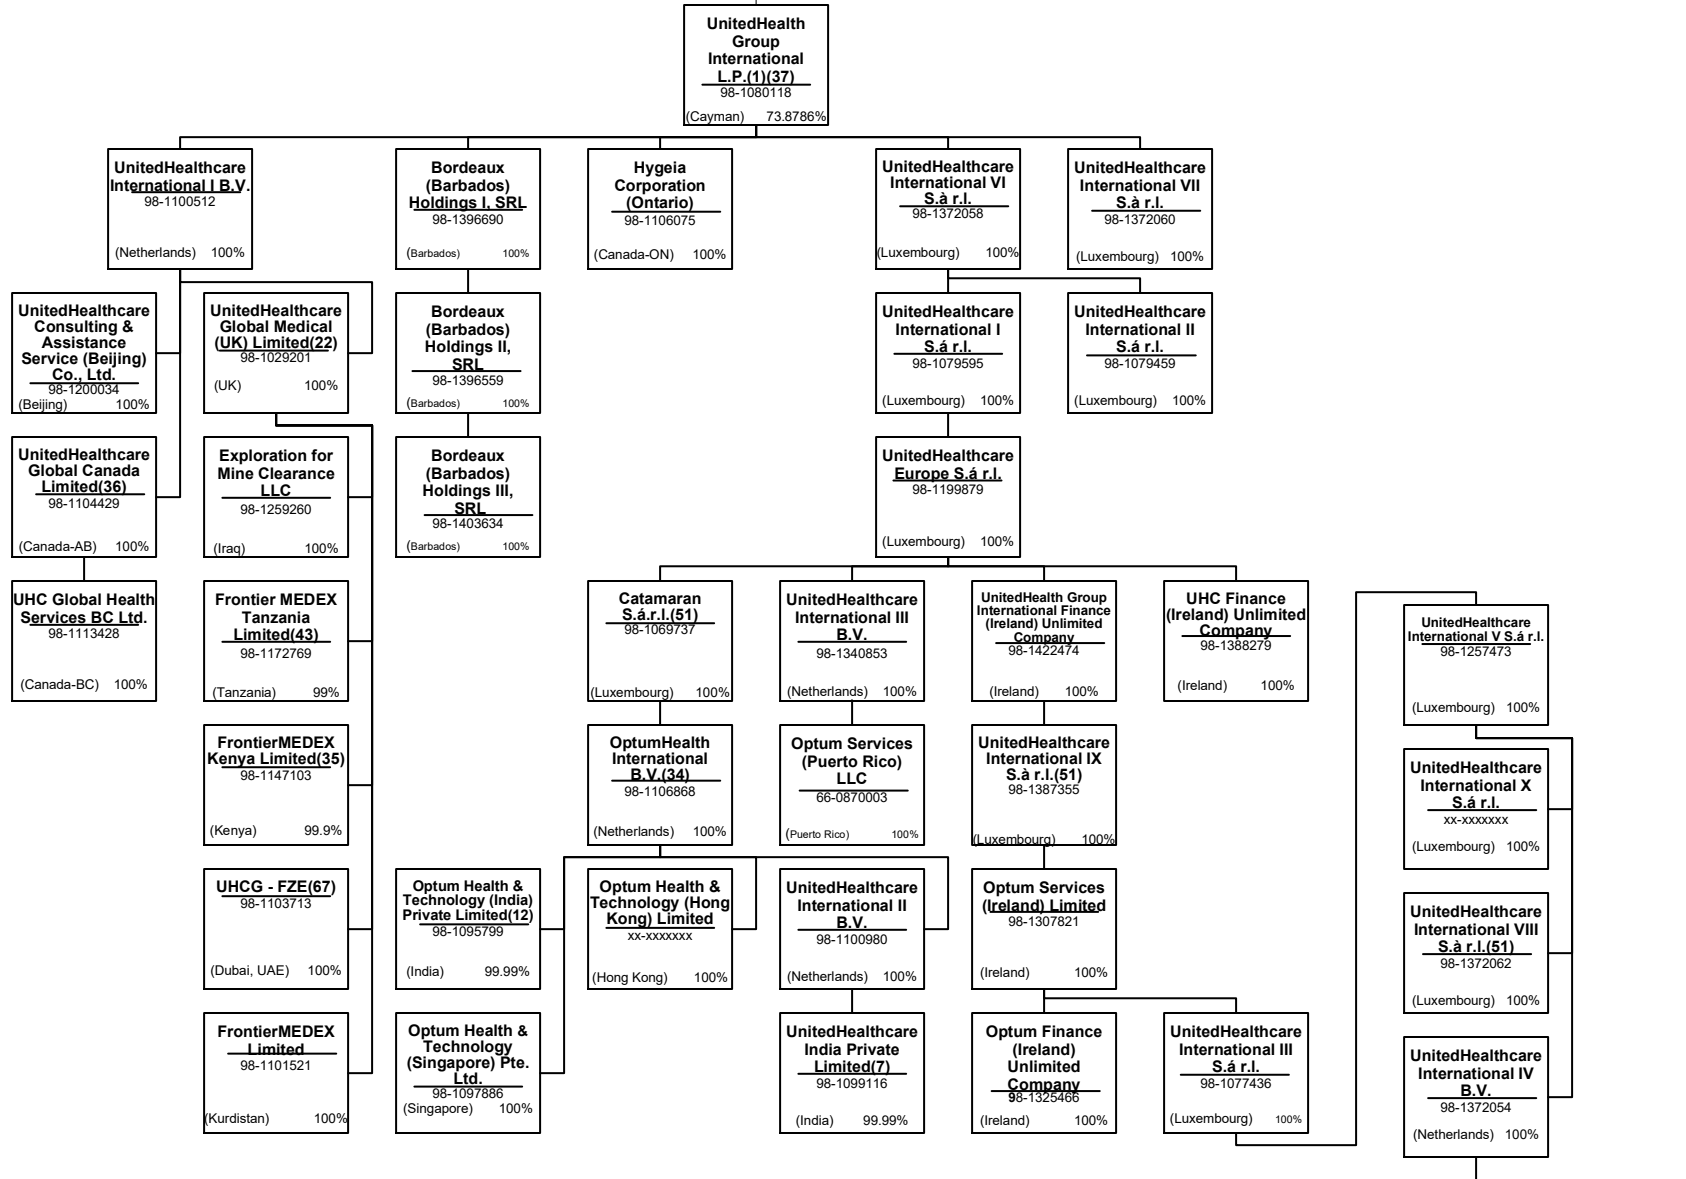 UnitedHealth
Group
International
L.P.(1)(37)
98-1080118
(Cayman) 73.8786%
UnitedHealthcare
International I B.V.
98-1100512
(Netherlands) 100%
Bordeaux
(Barbados)
Holdings I, SRL
98-1396690
(Barbados) 100%
Hygeia
Corporation
(Ontario)
98-1106075
(Canada-ON) 100%
UnitedHealthcare
International VI
S.à r.l.
98-1372058
(Luxembourg) 100%
UnitedHealthcare
International VII
S.à r.l.
98-1372060
(Luxembourg) 100%
UnitedHealthcare
Consulting &
Assistance
Service (Beijing)
Co., Ltd.
98-1200034
(Beijing) 100%
UnitedHealthcare
Global Medical
(UK) Limited(22)
98-1029201
(UK) 100%
Bordeaux
(Barbados)
Holdings II,
SRL
98-1396559
(Barbados) 100%
UnitedHealthcare
International I
S.á r.l.
98-1079595
(Luxembourg) 100%
UnitedHealthcare
International II
S.á r.l.
98-1079459
(Luxembourg) 100%
UnitedHealthcare
Global Canada
Limited(36)
98-1104429
(Canada-AB) 100%
Exploration for
Mine Clearance
LLC
98-1259260
(Iraq) 100%
Bordeaux
(Barbados)
Holdings III,
SRL
98-1403634
(Barbados) 100%
UnitedHealthcare
Europe S.á r.l.
98-1199879
(Luxembourg) 100%
UHC Global Health
Services BC Ltd.
98-1113428
(Canada-BC) 100%
Frontier MEDEX
Tanzania
Limited(43)
98-1172769
(Tanzania) 99%
Catamaran
S.á.r.l.(51)
98-1069737
(Luxembourg) 100%
UnitedHealthcare
International III
B.V.
98-1340853
(Netherlands) 100%
UnitedHealth Group
International Finance
(Ireland) Unlimited
Company
98-1422474
(Ireland) 100%
UHC Finance
(Ireland) Unlimited
Company
98-1388279
(Ireland) 100%
UnitedHealthcare
International V S.á r.l.
98-1257473
(Luxembourg) 100%
FrontierMEDEX
Kenya Limited(35)
98-1147103
(Kenya) 99.9%
OptumHealth
International
B.V.(34)
98-1106868
(Netherlands) 100%
Optum Services
(Puerto Rico)
LLC
66-0870003
(Puerto Rico) 100%
UnitedHealthcare
International IX
S.à r.l.(51)
98-1387355
(Luxembourg) 100%
UnitedHealthcare
International X
S.á r.l.
xx-xxxxxxx
(Luxembourg) 100%
UHCG - FZE(67)
98-1103713
(Dubai, UAE) 100%
Optum Health &
Technology (India)
Private Limited(12)
98-1095799
(India) 99.99%
Optum Health &
Technology (Hong
Kong) Limited
xx-xxxxxxx
(Hong Kong) 100%
UnitedHealthcare
International II
B.V.
98-1100980
(Netherlands) 100%
Optum Services
(Ireland) Limited
98-1307821
(Ireland) 100%
UnitedHealthcare
International VIII
S.à r.l.(51)
98-1372062
(Luxembourg) 100%
FrontierMEDEX
Limited
98-1101521
(Kurdistan) 100%
Optum Health &
Technology
(Singapore) Pte.
Ltd.
98-1097886
(Singapore) 100%
UnitedHealthcare
India Private
Limited(7)
98-1099116
(India) 99.99%
Optum Finance
(Ireland)
Unlimited
Company
98-1325466
(Ireland) 100%
UnitedHealthcare
International III
S.á r.l.
98-1077436
(Luxembourg) 100%
UnitedHealthcare
International IV
B.V.
98-1372054
(Netherlands) 100%